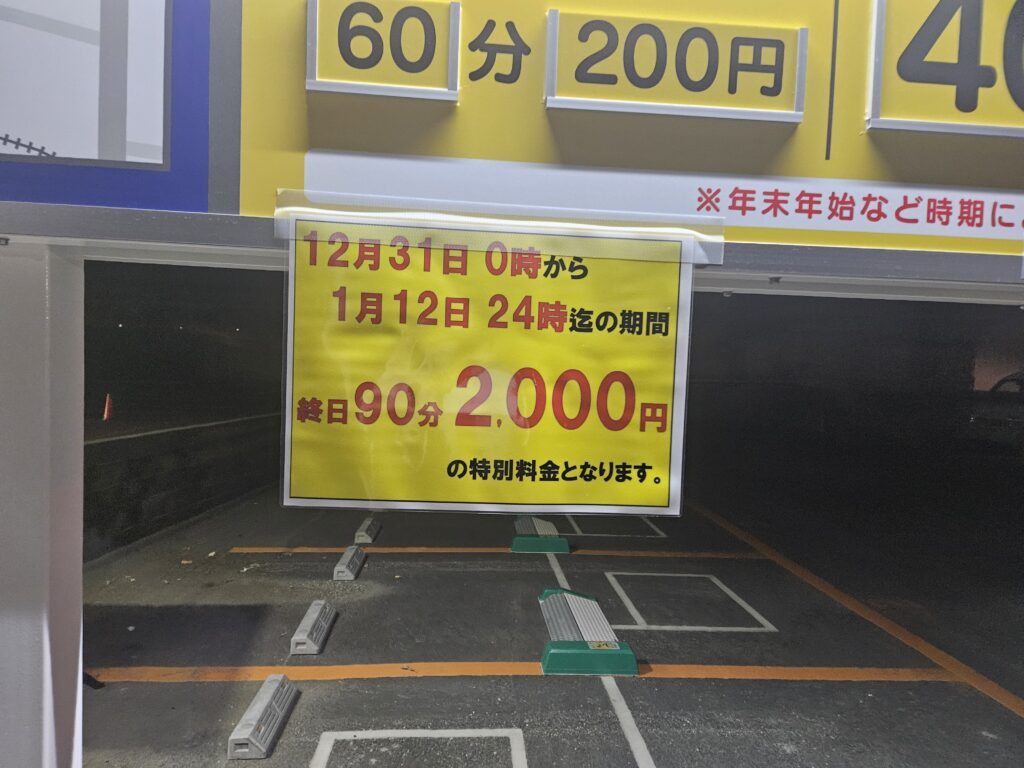 60分 200円
※年末年始など時期に
12月31日 0時から
1月12日 24時迄の期間
終日90分 2,000円
の特別料金となります。